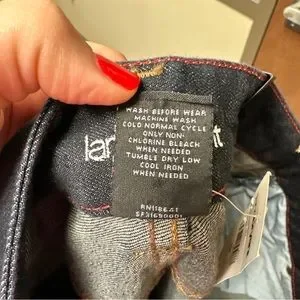 WASH BEFORE WEAR
MACHINE WASH
COLD NORMAL CYCLE
ONLY NON-
CHLORINE BLEACH
WHEN NEEDED
TUMBLE DRY LOW
COOL IRON
WHEN NEEDED